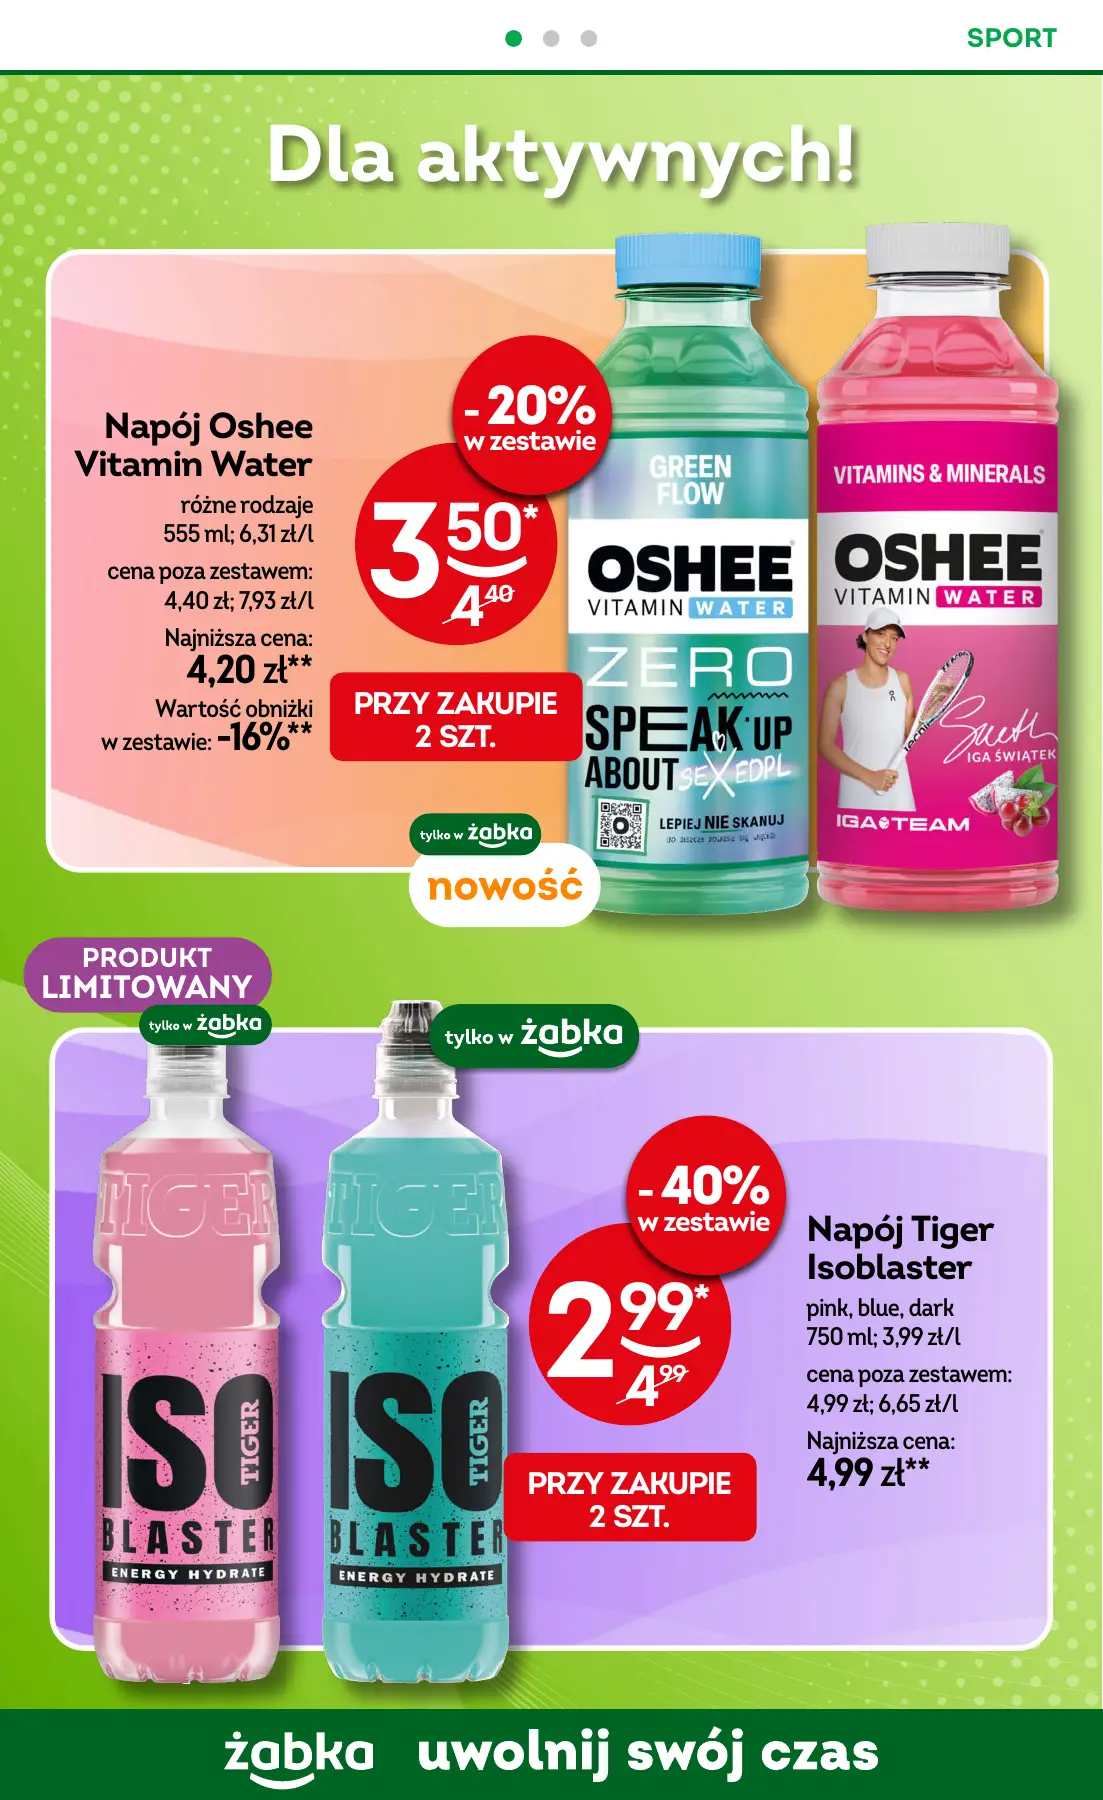 SPORT
Dla aktywnych!
Napój Oshee
Vitamin Water
różne rodzaje
555 ml; 6,31 zł/l
cena poza zestawem:
4,40 zł; 7,93 zł/l
Najniższa cena:
4,20 zł**
Wartość obniżki
w zestawie: -16%**
- 20%
w zestawie
3 50*
4 40
PRZY ZAKUPIE
2 SZT.
GREEN
FLOW
OSHEE
VITAMIN WATER
ZERO
SPEAK UP
ABOUT SEXEDPL
LEPIEJ NIE SKANUJ
VITAMINS & MINERALS
OSHEE
VITAMIN WATER
IGA ŚWIĄTEK
IGA TEAM
tylko w żabka
nowość
PRODUKT
LIMITOWANY
tylko w żabka
tylko w żabka
TIGER
ISO
TIGER
BLASTER
ENERGY HYDRATE
TIGER
ISO
TIGER
BLASTER
ENERGY HYDRATE
- 40%
w zestawie
2 99*
4 99
PRZY ZAKUPIE
2 SZT.
Napój Tiger
Isoblaster
pink, blue, dark
750 ml; 3,99 zł/l
cena poza zestawem:
4,99 zł; 6,65 zł/l
Najniższa cena:
4,99 zł**
żabka uwolnij swój czas